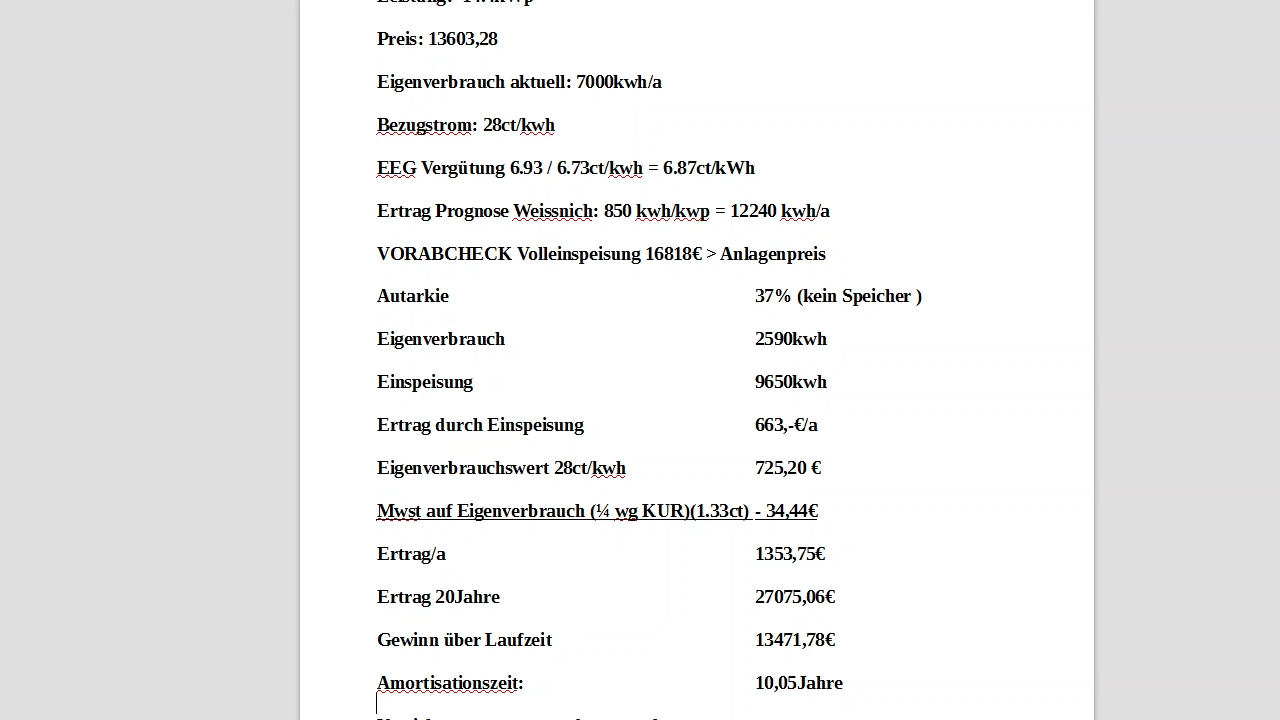 Preis: 13603,28
Eigenverbrauch aktuell: 7000kwh/a
Bezugstrom: 28ct/kwh
EEG Vergütung 6.93 / 6.73ct/kwh = 6.87ct/kWh
Ertrag Prognose Weissnich: 850 kwh/kwp = 12240 kwh/a
VORABCHECK Volleinspeisung 16818€ > Anlagenpreis
Autarkie 37% (kein Speicher )
Eigenverbrauch 2590kwh
Einspeisung 9650kwh
Ertrag durch Einspeisung 663,-€/a
Eigenverbrauchswert 28ct/kwh 725,20 €
Mwst auf Eigenverbrauch (¼ wg KUR)(1.33ct) - 34,44€
Ertrag/a 1353,75€
Ertrag 20Jahre 27075,06€
Gewinn über Laufzeit 13471,78€
Amortisationszeit: 10,05Jahre